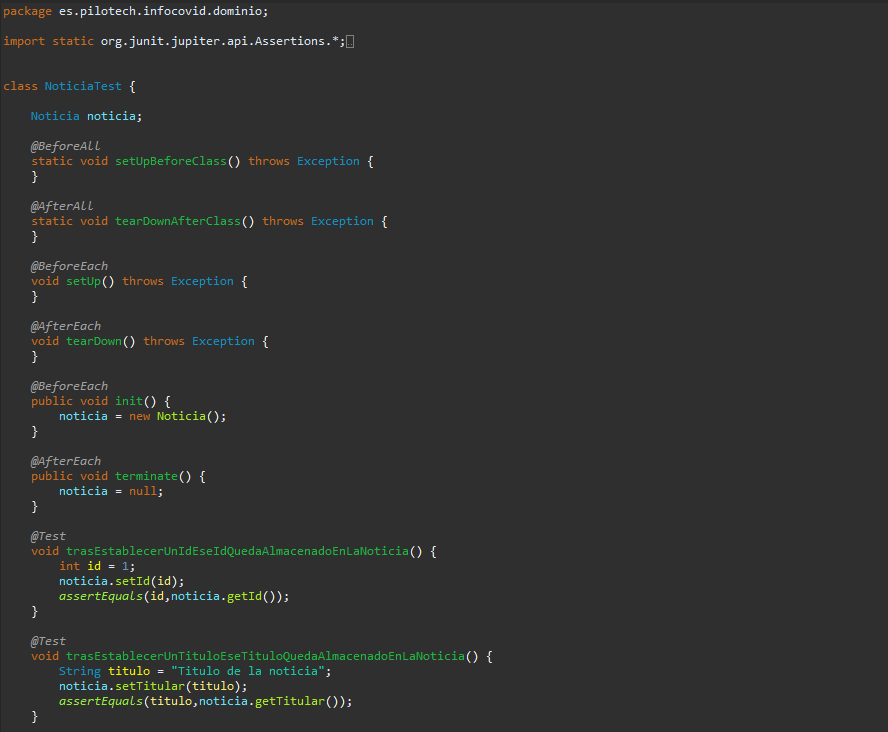 package es.pilotech.infocovid.dominio;
import static org.junit.jupiter.api.Assertions.*;
class NoticiaTest {
Noticia noticia;
@BeforeAll
static void setUpBeforeClass() throws Exception {
}
@AfterAll
static void tearDownAfterClass() throws Exception {
}
@BeforeEach
void setUp() throws Exception {
}
@AfterEach
void tearDown() throws Exception {
}
@BeforeEach
public void init() {
noticia = new Noticia();
}
@AfterEach
public void terminate() {
noticia = null;
}
@Test
void trasEstablecerUnIdEseIdQuedaAlmacenadoEnLaNoticia() {
int id = 1;
noticia.setId(id);
assertEquals(id,noticia.getId());
}
@Test
void trasEstablecerUnTituloEseTituloQuedaAlmacenadoEnLaNoticia() {
String titulo = "Titulo de la noticia";
noticia.setTitular(titulo);
assertEquals(titulo,noticia.getTitular());
}